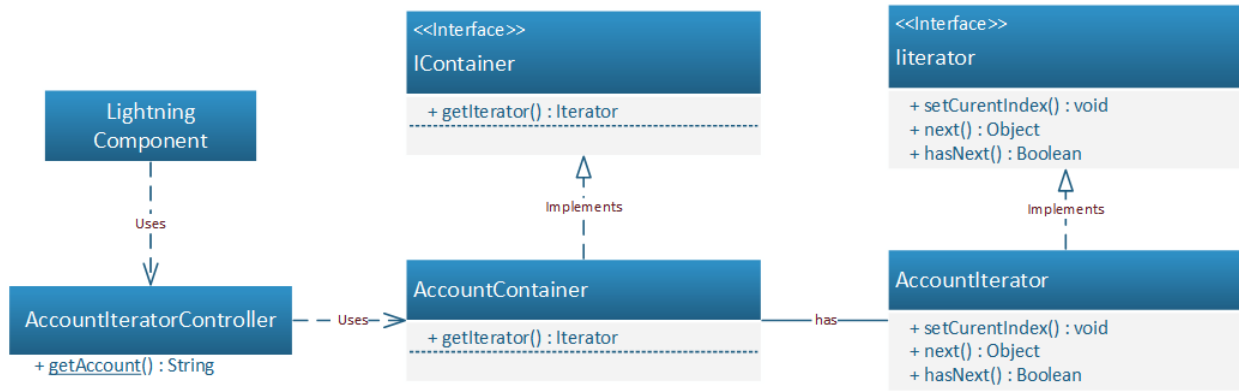 <<Interface>>
IContainer
+ getIterator() : Iterator
<<Interface>>
Iiterator
+ setCurentIndex() : void
+ next() : Object
+ hasNext() : Boolean
Lightning
Component
Uses
Implements
Implements
AccountIteratorController
+ getAccount() : String
Uses
AccountContainer
+ getIterator() : Iterator
has
AccountIterator
+ setCurentIndex() : void
+ next() : Object
+ hasNext() : Boolean